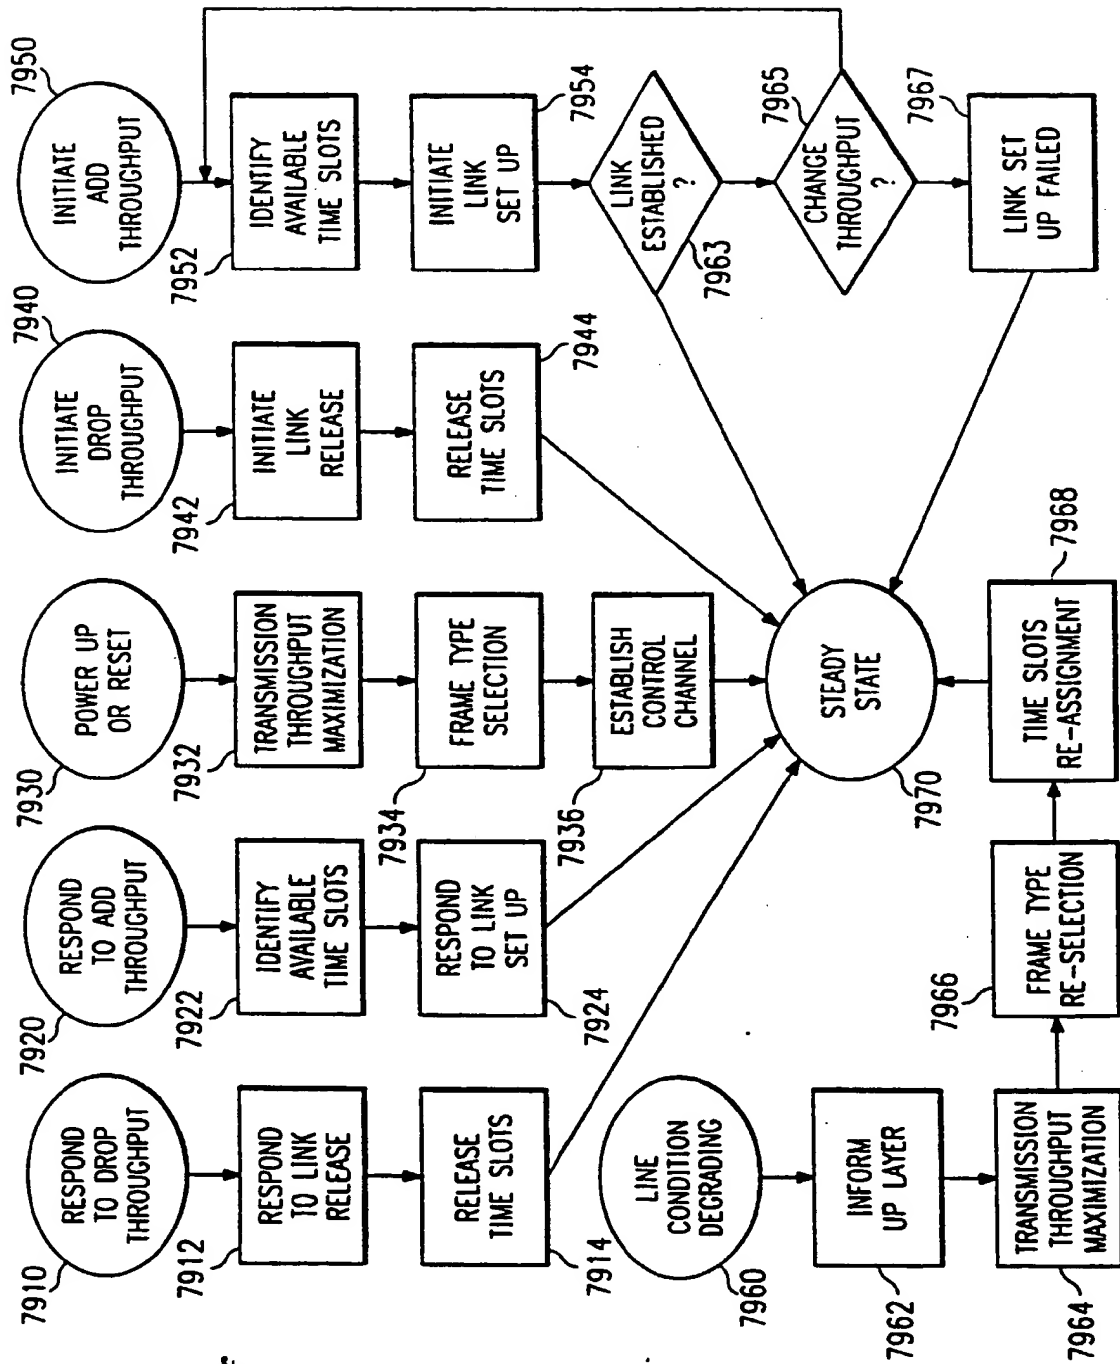 7910
RESPOND
TO DROP
THROUGHPUT
7912
RESPOND
TO LINK
RELEASE
RELEASE
TIME SLOTS
7914
7920
RESPOND
TO ADD
THROUGHPUT
7922
IDENTIFY
AVAILABLE
TIME SLOTS
RESPOND
TO LINK
SET UP
7924
7930
POWER UP
OR RESET
7932
TRANSMISSION
THROUGHPUT
MAXIMIZATION
7934
FRAME TYPE
SELECTION
7936
ESTABLISH
CONTROL
CHANNEL
7940
INITIATE
DROP
THROUGHPUT
7942
INITIATE
LINK
RELEASE
RELEASE
TIME SLOTS
7944
7950
INITIATE
ADD
THROUGHPUT
7952
IDENTIFY
AVAILABLE
TIME SLOTS
INITIATE
LINK
SET UP
7954
LINK
ESTABLISHED
?
7963
CHANGE
THROUGHPUT
?
7965
LINK SET
UP FAILED
7967
LINE
CONDITION
DEGRADING
7960
INFORM
UP LAYER
7962
TRANSMISSION
THROUGHPUT
MAXIMIZATION
7964
FRAME TYPE
RE-SELECTION
7966
TIME SLOTS
RE-ASSIGNMENT
7968
STEADY
STATE
7970